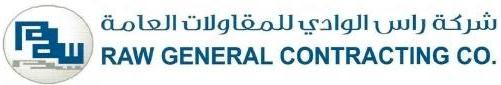 شركة راس الوادي للمقاولات العامة
RAW GENERAL CONTRACTING CO.